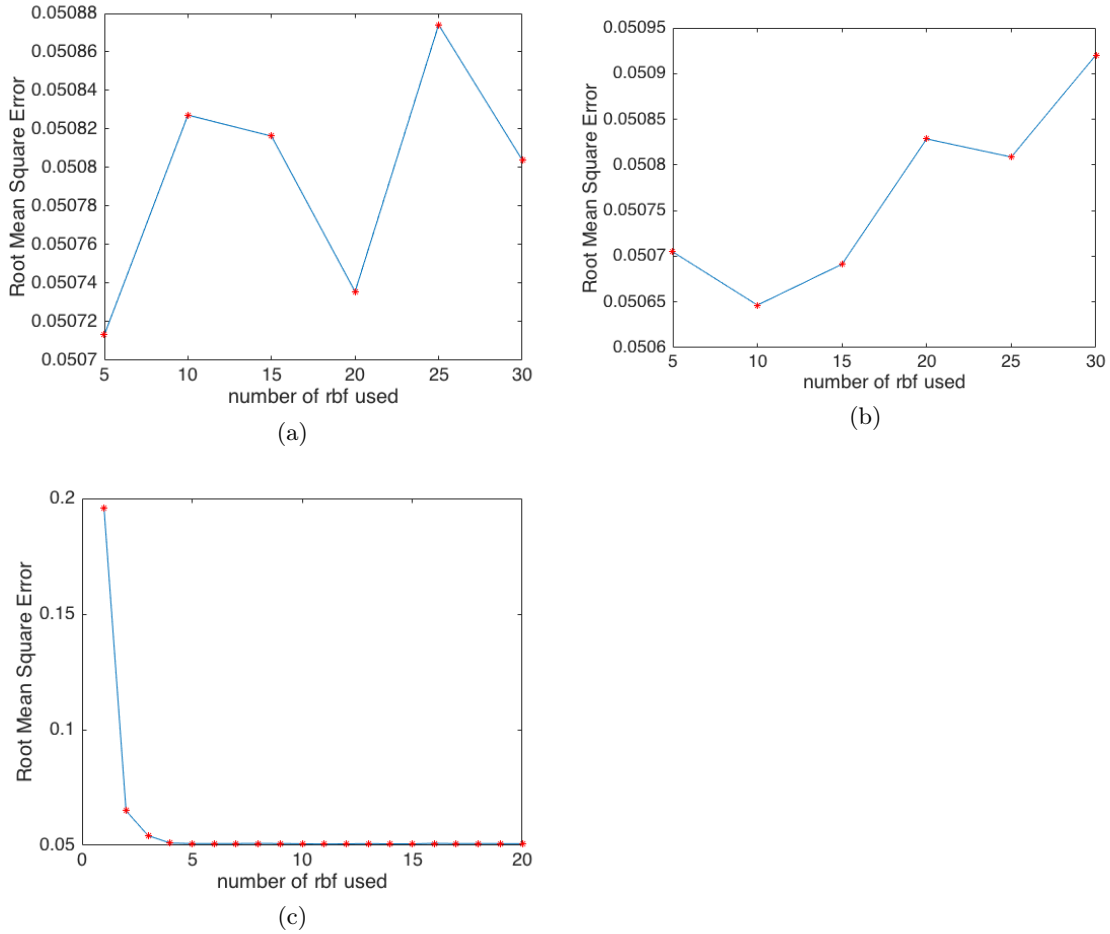 0.05088
0.05086
0.05084
0.05082
0.0508
0.05078
0.05076
0.05074
0.05072
0.0507
Root Mean Square Error
5 10 15 20 25 30
number of rbf used
(a)
0.05095
0.0509
0.05085
0.0508
0.05075
0.0507
0.05065
0.0506
Root Mean Square Error
5 10 15 20 25 30
number of rbf used
(b)
0.2
0.15
0.1
0.05
Root Mean Square Error
0 5 10 15 20
number of rbf used
(c)